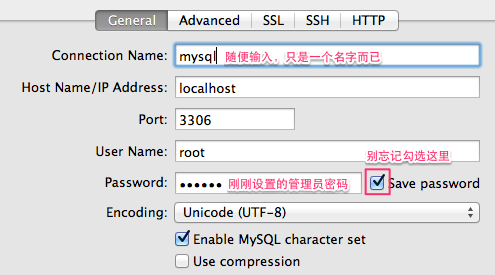 General Advanced SSL SSH HTTP
Connection Name: mysql 随便输入，只是一个名字而已
Host Name/IP Address: localhost
Port: 3306
User Name: root 别忘记勾选这里
Password: •••••• 刚刚设置的管理员密码 Save password
Encoding: Unicode (UTF-8)
Enable MySQL character set
Use compression